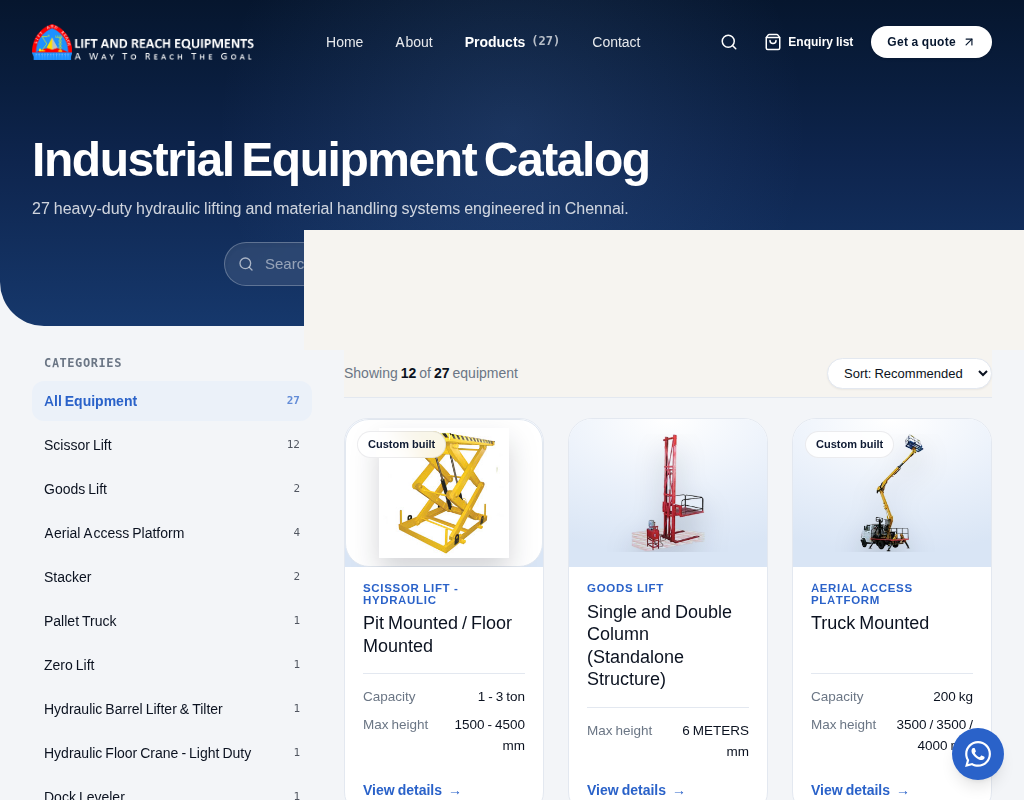 LIFT AND REACH EQUIPMENTS
A Way To Reach The Goal
Home
About
Products (27)
Contact
Enquiry list
Get a quote
Industrial Equipment Catalog
27 heavy-duty hydraulic lifting and material handling systems engineered in Chennai.
CATEGORIES
All Equipment 27
Scissor Lift 12
Goods Lift 2
Aerial Access Platform 4
Stacker 2
Pallet Truck 1
Zero Lift 1
Hydraulic Barrel Lifter & Tilter 1
Hydraulic Floor Crane - Light Duty 1
Dock Leveler 1
Showing 12 of 27 equipment
Sort: Recommended
Custom built
SCISSOR LIFT -
HYDRAULIC
Pit Mounted / Floor
Mounted
Capacity 1 - 3 ton
Max height 1500 - 4500
mm
View details →
GOODS LIFT
Single and Double
Column
(Standalone
Structure)
Max height 6 METERS
mm
View details →
Custom built
AERIAL ACCESS
PLATFORM
Truck Mounted
Capacity 200 kg
Max height 3500 / 3500 /
4000
View details →